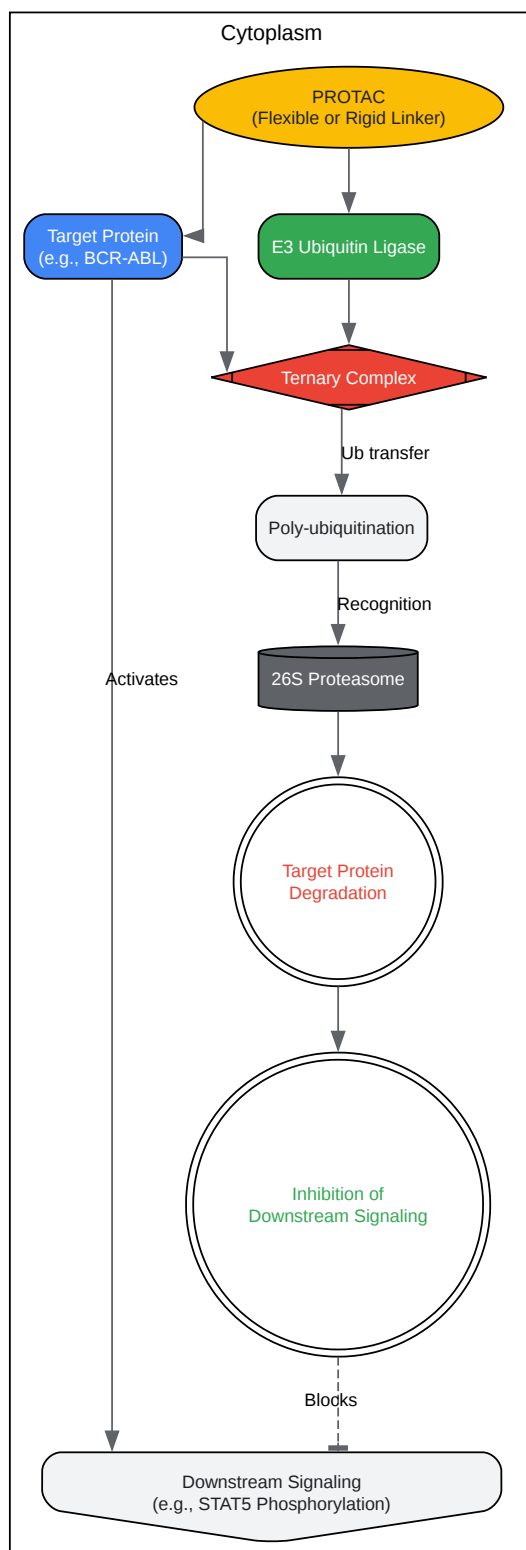 Cytoplasm
PROTAC
(Flexible or Rigid Linker)
Target Protein
(e.g., BCR-ABL)
E3 Ubiquitin Ligase
Ternary Complex
Ub transfer
Poly-ubiquitination
Recognition
26S Proteasome
Activates
Target Protein
Degradation
Inhibition of
Downstream Signaling
Blocks
Downstream Signaling
(e.g., STAT5 Phosphorylation)